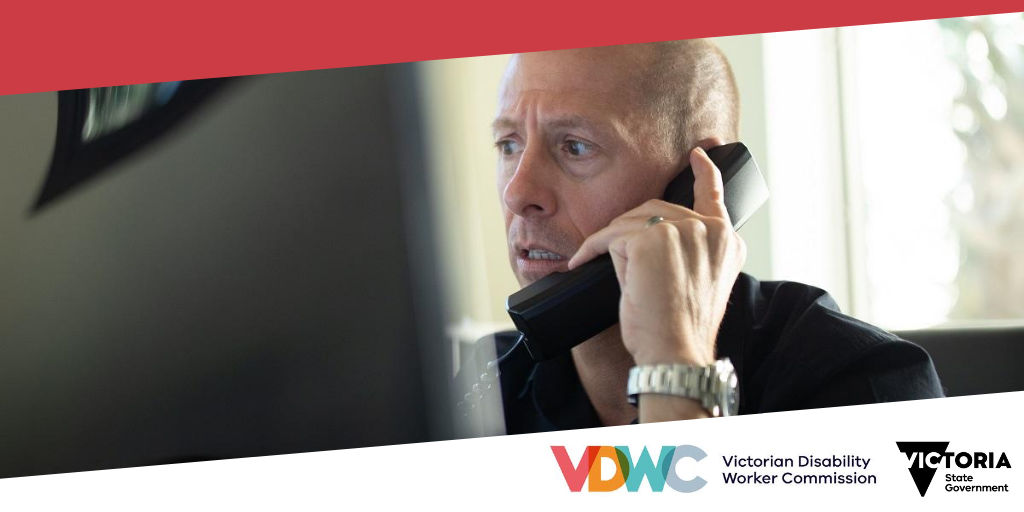 VDWC
Victorian Disability
Worker Commission
VICTORIA
State
Government